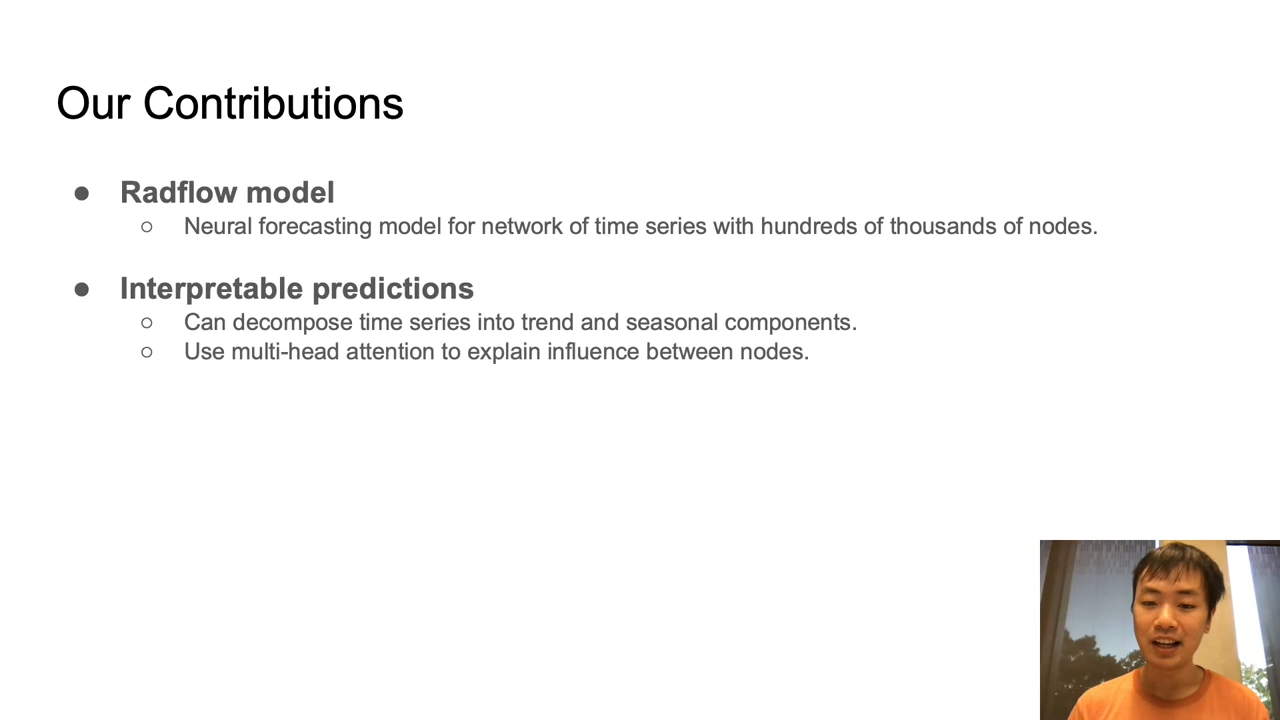 Our Contributions
● Radflow model
○ Neural forecasting model for network of time series with hundreds of thousands of nodes.
● Interpretable predictions
○ Can decompose time series into trend and seasonal components.
○ Use multi-head attention to explain influence between nodes.